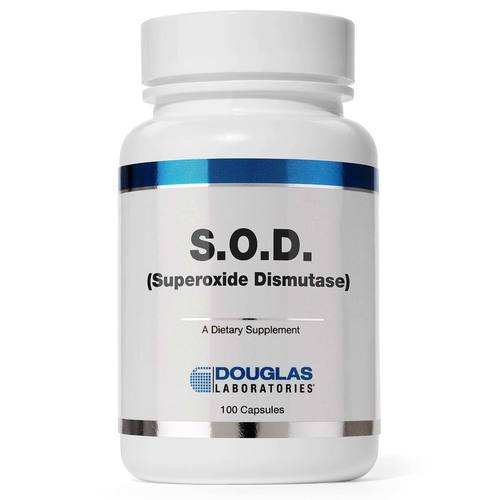 S.O.D.
(Superoxide Dismutase)
A Dietary Supplement
DOUGLAS
LABORATORIES®
100 Capsules